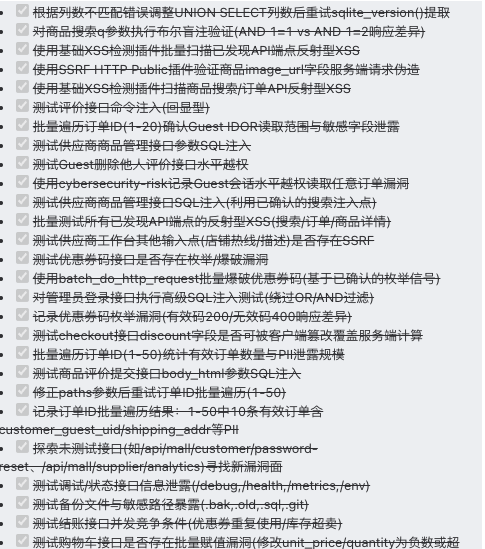 根据列数不匹配错误调整UNION SELECT列数后重试sqlite_version()提取
对商品搜索q参数执行布尔盲注验证(AND 1=1 vs AND 1=2响应差异)
使用基础XSS检测插件批量扫描已发现API端点反射型XSS
使用SSRF HTTP Public插件验证商品image_url字段服务端请求伪造
使用基础XSS检测插件扫描商品搜索/订单API反射型XSS
测试评价接口命令注入(回显型)
批量遍历订单ID(1-20)确认Guest IDOR读取范围与敏感字段泄露
测试供应商商品管理接口参数SQL注入
测试Guest删除他人评价接口水平越权
使用cybersecurity-risk记录Guest会话水平越权读取任意订单漏洞
测试供应商商品管理接口SQL注入(利用已确认的搜索注入点)
批量测试所有已发现API端点的反射型XSS(搜索/订单/商品详情)
测试供应商工作台其他输入点(店铺热线/描述)是否存在SSRF
测试优惠券码接口是否存在枚举/爆破漏洞
使用batch_do_http_request批量爆破优惠券码(基于已确认的枚举信号)
对管理员登录接口执行高级SQL注入测试(绕过OR/AND过滤)
记录优惠券码枚举漏洞(有效码200/无效码400响应差异)
测试checkout接口discount字段是否可被客户端篡改覆盖服务端计算
批量遍历订单ID(1-50)统计有效订单数量与PII泄露规模
测试商品评价提交接口body_html参数SQL注入
修正paths参数后重试订单ID批量遍历(1-50)
记录订单ID批量遍历结果：1-50中10条有效订单含
customer_guest_uid/shipping_addr等PII
探索未测试接口(如/api/mall/customer/password-
reset、/api/mall/supplier/analytics)寻找新漏洞面
测试调试/状态接口信息泄露(/debug,/health,/metrics,/env)
测试备份文件与敏感路径暴露(.bak,.old,.sql,.git)
测试结账接口并发竞争条件(优惠券重复使用/库存超卖)
测试购物车接口是否存在批量赋值漏洞(修改unit_price/quantity为负数或超